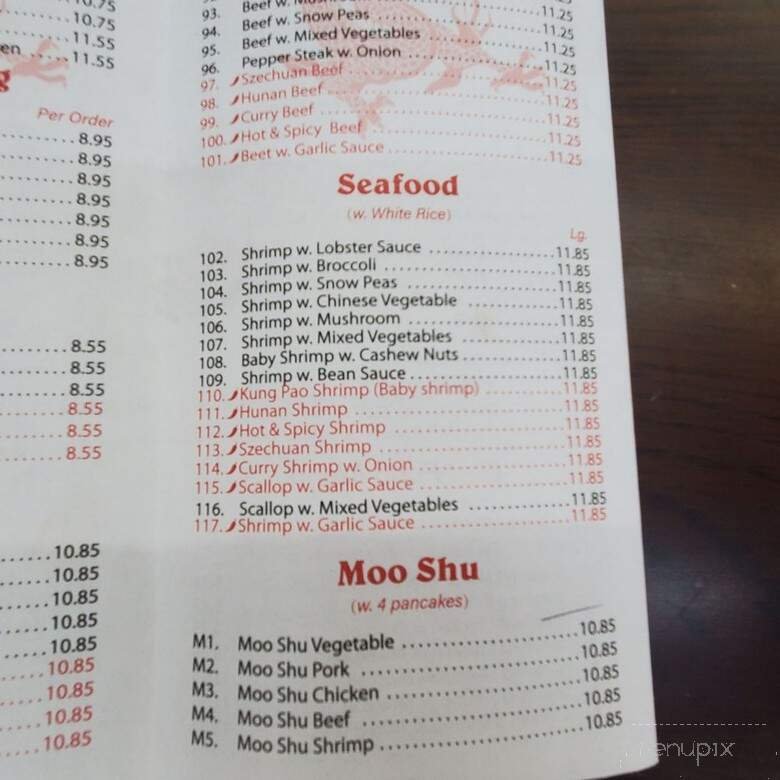 10.75
10.75
11.55
en 11.55
g
Per Order
8.95
8.95
8.95
8.95
8.95
8.95
8.95
8.55
8.55
8.55
8.55
8.55
8.55
10.85
10.85
10.85
10.85
10.85
10.85
10.85
10.85
10.85
11.25
93. Beef w. Snow Peas 11.25
94. Beef w. Mixed Vegetables 11.25
95. Pepper Steak w. Onion 11.25
96.
97. Szechuan Beef 11.25
98. Hunan Beef 11.25
99. Curry Beef 11.25
100. Hot & Spicy Beef 11.25
101. Beet w. Garlic Sauce 11.25
Seafood
(w. White Rice)
Lg.
102. Shrimp w. Lobster Sauce 11.85
103. Shrimp w. Broccoli 11.85
104. Shrimp w. Snow Peas 11.85
105. Shrimp w. Chinese Vegetable 11.85
106. Shrimp w. Mushroom 11.85
107. Shrimp w. Mixed Vegetables 11.85
108. Baby Shrimp w. Cashew Nuts 11.85
109. Shrimp w. Bean Sauce 11.85
110. Kung Pao Shrimp (Baby shrimp) 11.85
111. Hunan Shrimp 11.85
112. Hot & Spicy Shrimp 11.85
113. Szechuan Shrimp 11.85
114. Curry Shrimp w. Onion 11.85
115. Scallop w. Garlic Sauce 11.85
116. Scallop w. Mixed Vegetables 11.85
117. Shrimp w. Garlic Sauce 11.85
Moo Shu
(w. 4 pancakes)
M1. Moo Shu Vegetable 10.85
M2. Moo Shu Pork 10.85
M3. Moo Shu Chicken 10.85
M4. Moo Shu Beef 10.85
M5. Moo Shu Shrimp 10.85
menupix